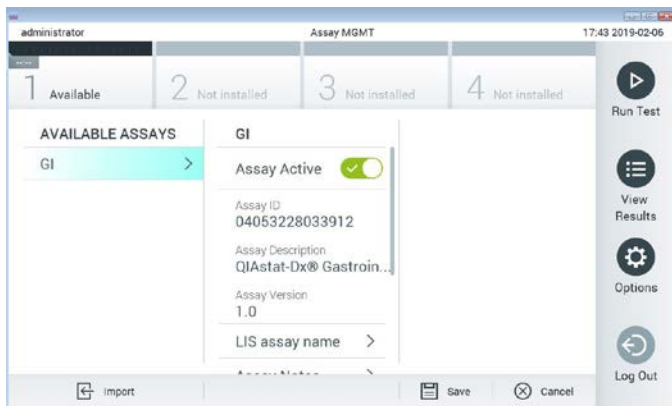 administrator Assay MGMT 17:43 2019-02-06
1 Available 2 Not installed 3 Not installed 4 Not installed
Run Test
AVAILABLE ASSAYS
GI
GI
Assay Active
Assay ID
04053228033912
Assay Description
QIAstat-Dx® Gastroin...
Assay Version
1.0
LIS assay name
View
Results
Options
Log Out
Import Save Cancel